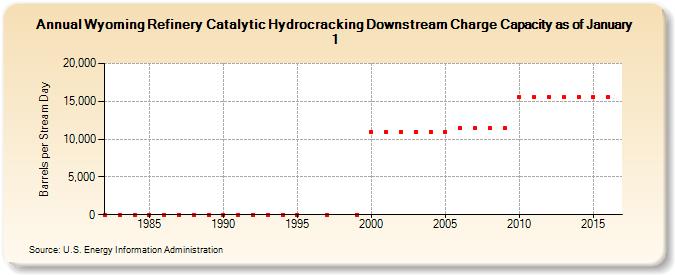 Annual Wyoming Refinery Catalytic Hydrocracking Downstream Charge Capacity as of January
1
Barrels per Stream Day
20,000
15,000
10,000
5,000
0
1985 1990 1995 2000 2005 2010 2015
Source: U.S. Energy Information Administration